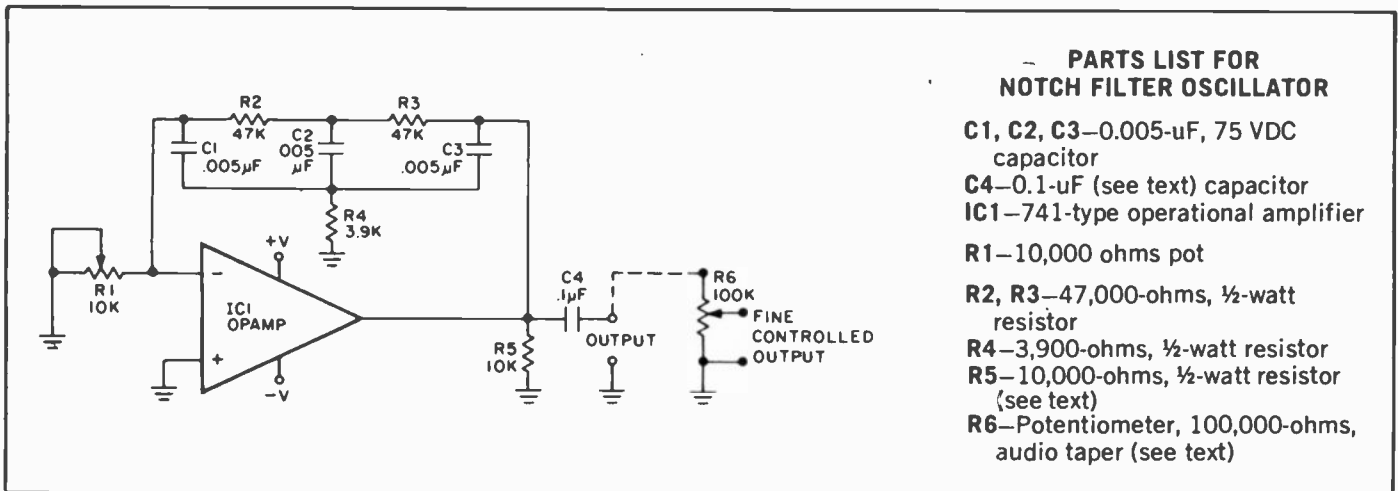 R2
47K
R3
47K
C1
.005µF
C2
005
µF
C3
.005µF
R4
3.9K
+V
R1
10K
-
IC1
OPAMP
+
-V
C4
.1µF
R5
10K
OUTPUT
R6
100K
FINE
CONTROLLED
OUTPUT
PARTS LIST FOR
NOTCH FILTER OSCILLATOR
C1, C2, C3—0.005-uF, 75 VDC
capacitor
C4—0.1-uF (see text) capacitor
IC1—741-type operational amplifier
R1—10,000 ohms pot
R2, R3—47,000-ohms, ½-watt
resistor
R4—3,900-ohms, ½-watt resistor
R5—10,000-ohms, ½-watt resistor
(see text)
R6—Potentiometer, 100,000-ohms,
audio taper (see text)